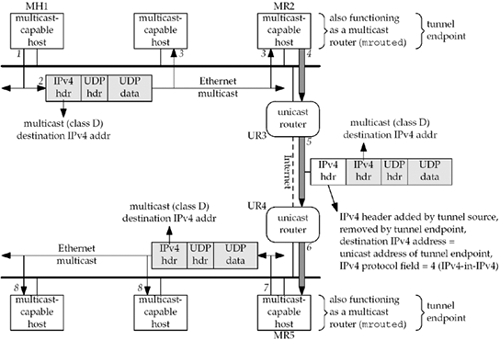 MH1
MR2
multicast-
capable
host
multicast-
capable
host
multicast-
capable
host
also functioning
as a multicast
router (mrouted)
tunnel
endpoint
1
3
3
4
2
IPv4
hdr
UDP
hdr
UDP
data
Ethernet
multicast
multicast (class D)
destination IPv4 addr
unicast
router
UR3
multicast (class D)
destination IPv4 addr
5
Internet
IPv4
hdr
IPv4
hdr
UDP
hdr
UDP
data
multicast (class D)
destination IPv4 addr
UR4
unicast
router
IPv4 header added by tunnel source,
removed by tunnel endpoint,
destination IPv4 address =
unicast address of tunnel endpoint,
IPv4 protocol field = 4 (IPv4-in-IPv4)
Ethernet
multicast
IPv4
hdr
UDP
hdr
UDP
data
6
8
8
7
multicast-
capable
host
multicast-
capable
host
multicast-
capable
host
MR5
also functioning
as a multicast
router (mrouted)
tunnel
endpoint